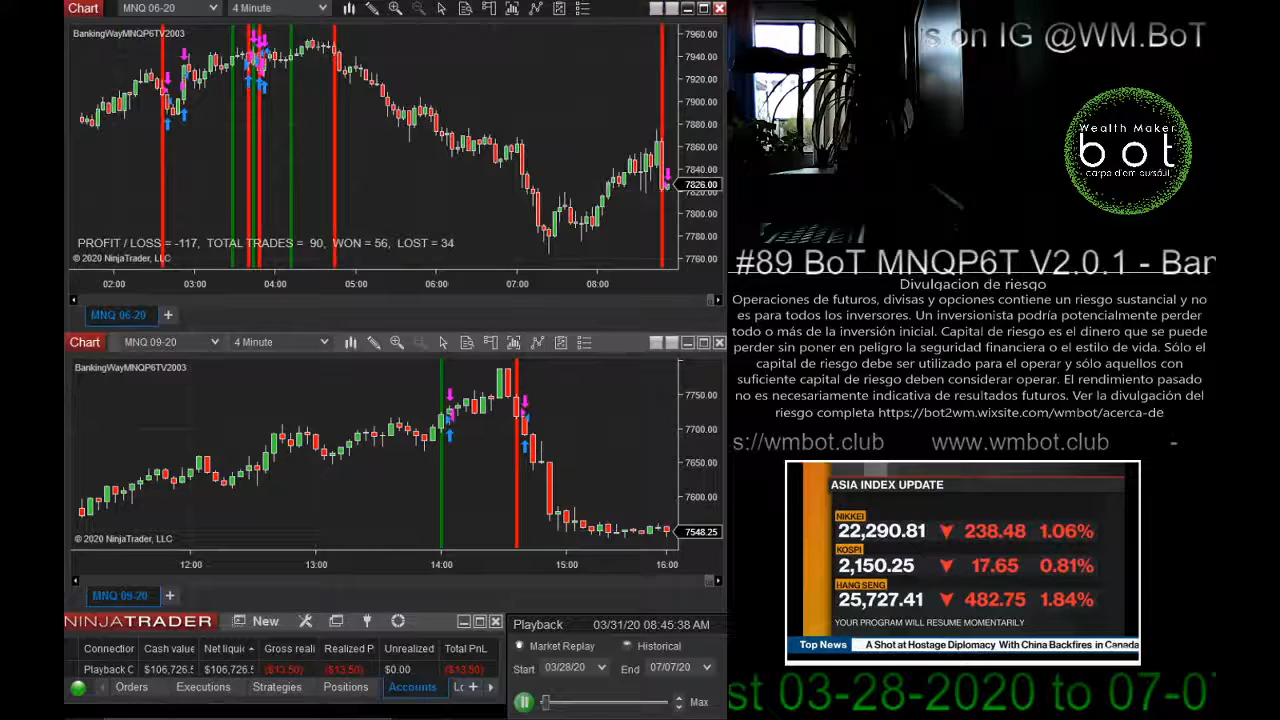 Chart MNQ 06-20 4 Minute
BankingWayMNQP6TV2003
7960.00
7940.00
7920.00
7900.00
7880.00
7860.00
7840.00
7826.00
7800.00
7780.00
7760.00
PROFIT / LOSS = -117, TOTAL TRADES = 90, WON = 56, LOST = 34
© 2020 NinjaTrader, LLC
02:00 03:00 04:00 05:00 06:00 07:00 08:00
MNQ 06-20 +
Chart MNQ 09-20 4 Minute
BankingWayMNQP6TV2003
7750.00
7700.00
7650.00
7600.00
7548.25
© 2020 NinjaTrader, LLC
12:00 13:00 14:00 15:00 16:00
MNQ 09-20 +
NINJATRADER New
Connection Cash value Net liquid Gross reali Realized P Unrealized Total PnL
Playback C $106,726.5 $106,726.5 ($13.50) ($13.50) $0.00 ($13.50)
Orders Executions Strategies Positions Accounts Lo +
Playback 03/31/20 08:45:38 AM
Market Replay Historical
Start 03/28/20 End 07/07/20
Max
s on IG @WM.BoT
Wealth Maker
bot
#89 BoT MNQP6T V2.0.1 - Ban
Divulgacion de riesgo
Operaciones de futuros, divisas y opciones contiene un riesgo sustancial y no
es para todos los inversores. Un inversionista podría potencialmente perder
todo o más de la inversión inicial. Capital de riesgo es el dinero que se puede
perder sin poner en peligro la seguridad financiera o el estilo de vida. Sólo el
capital de riesgo debe ser utilizado para el operar y sólo aquellos con
suficiente capital de riesgo deben considerar operar. El rendimiento pasado
no es necesariamente indicativa de resultados futuros. Ver la divulgación del
riesgo completa https://bot2wm.wixsite.com/wmbot/acerca-de
s://wmbot.club www.wmbot.club -
ASIA INDEX UPDATE
NIKKEI
22,290.81 238.48 1.06%
KOSPI
2,150.25 17.65 0.81%
HANG SENG
25,727.41 482.75 1.84%
YOUR PROGRAM WILL RESUME MOMENTARILY
Top News A Shot at Hostage Diplomacy With China Backfires in Canada
st 03-28-2020 to 07-0